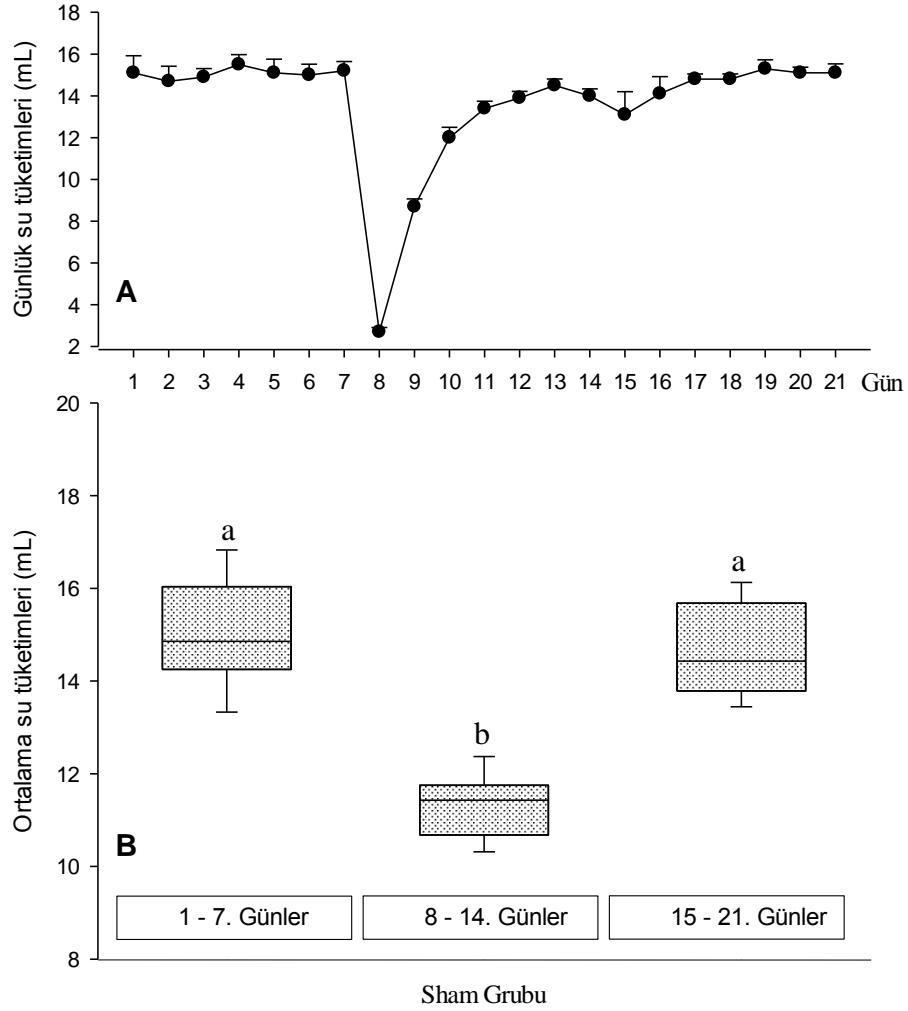 18
16
14
12
10
8
6
4
2
Günlük su tüketimleri (mL)
A
1 2 3 4 5 6 7 8 9 10 11 12 13 14 15 16 17 18 19 20 21 Gün
20
18
16
14
12
10
8
Ortalama su tüketimleri (mL)
a
b
a
B
1 - 7. Günler
8 - 14. Günler
15 - 21. Günler
Sham Grubu